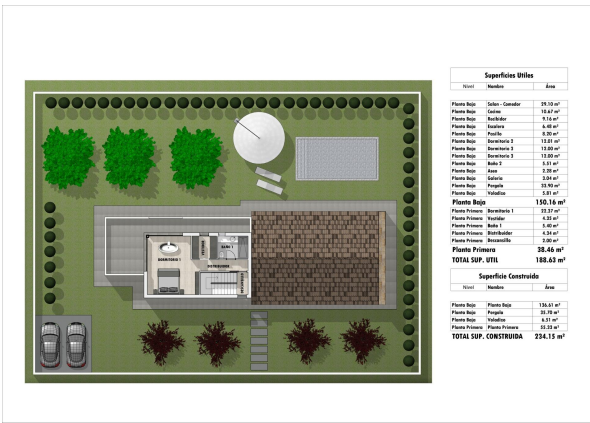 Superficies Utiles
Nivel Nombre Área
Planta Baja Salon - Comedor 29.10 m²
Planta Baja Cocina 10.67 m²
Planta Baja Recibidor 9.16 m²
Planta Baja Escalera 6.48 m²
Planta Baja Pasillo 8.20 m²
Planta Baja Dormitorio 2 12.01 m²
Planta Baja Dormitorio 3 12.00 m²
Planta Baja Dormitorio 3 12.00 m²
Planta Baja Baño 2 5.51 m²
Planta Baja Aseo 2.28 m²
Planta Baja Galeria 3.04 m²
Planta Baja Pergola 33.90 m²
Planta Baja Voladizo 5.81 m²
Planta Baja 150.16 m²
Planta Primera Dormitorio 1 22.37 m²
Planta Primera Vestidor 4.35 m²
Planta Primera Baño 1 5.40 m²
Planta Primera Distribuidor 4.34 m²
Planta Primera Descansillo 2.00 m²
Planta Primera 38.46 m²
TOTAL SUP. UTIL 188.63 m²
Superficie Construida
Nivel Nombre Área
Planta Baja Planta Baja 136.61 m²
Planta Baja Pergola 35.70 m²
Planta Baja Voladizo 6.51 m²
Planta Primera Planta Primera 55.33 m²
TOTAL SUP. CONSTRUIDA 234.15 m²
DORMITORIO 1
VESTIDOR
BAÑO 1
DISTRIBUIDOR